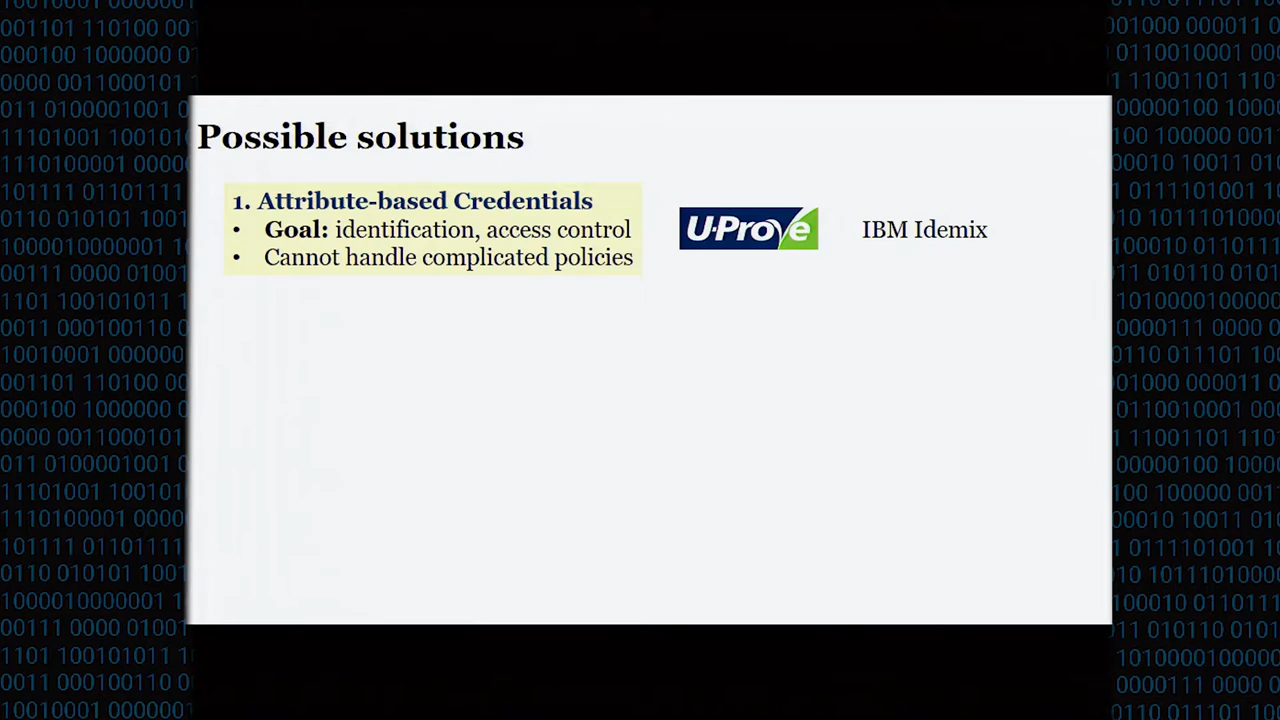 Possible solutions
1. Attribute-based Credentials
• Goal: identification, access control
• Cannot handle complicated policies
U-Prove
IBM Idemix